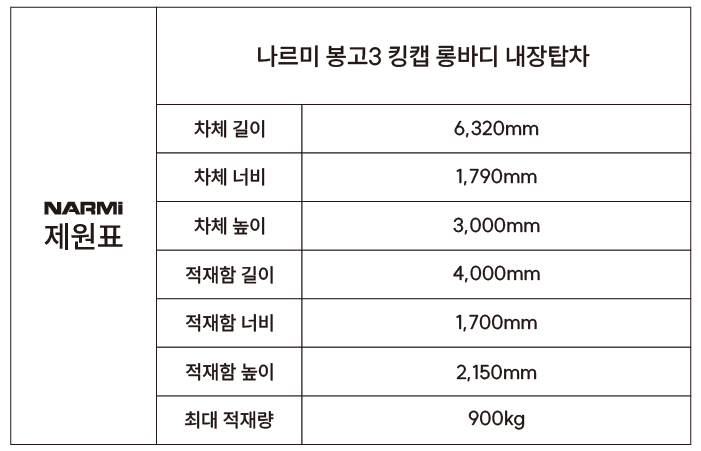 나르미 봉고3 킹캡 롱바디 내장탑차
NARMi
제원표
차체 길이 6,320mm
차체 너비 1,790mm
차체 높이 3,000mm
적재함 길이 4,000mm
적재함 너비 1,700mm
적재함 높이 2,150mm
최대 적재량 900kg